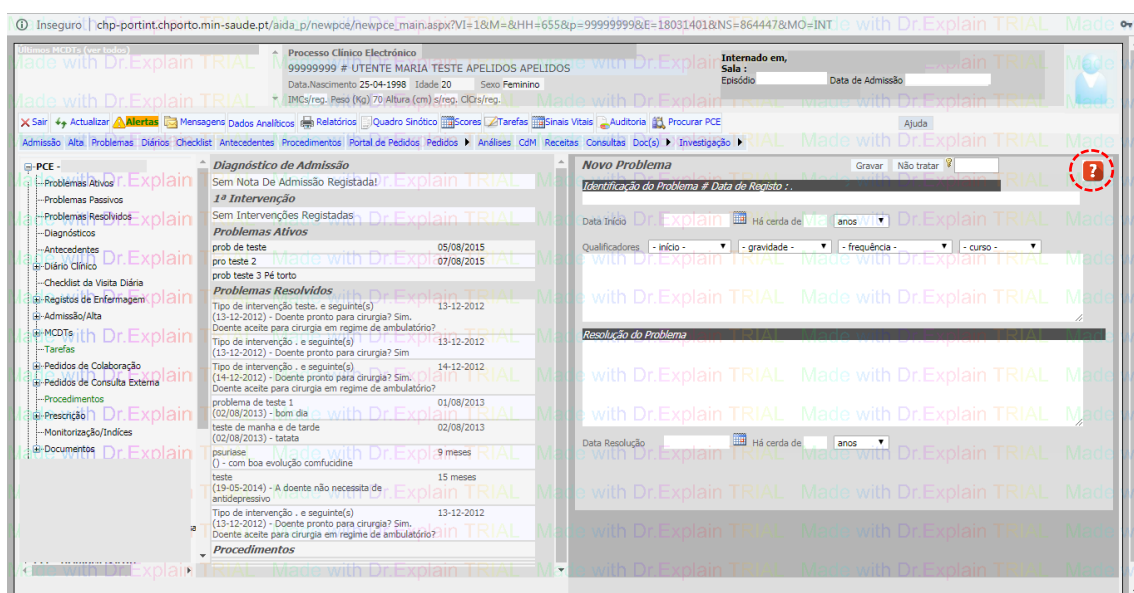 Inseguro | chp-portint.chporto.min-saude.pt/aida_p/newpce/newpce_main.aspx?VI=1&M=&HH=655&p=99999999&E=18031401&NS=864447&MO=INT
Últimos MCDTs (ver todos)
Processo Clínico Electrónico
99999999 # UTENTE MARIA TESTE APELIDOS APELIDOS
Data.Nascimento 25-04-1998 Idade 20 Sexo Feminino
IMCs/reg. Peso (Kg) 70 Altura (cm) s/reg. ClCrs/reg.
Internado em,
Sala :
Episódio Data de Admissão
Sair Actualizar Alertas Mensagens Dados Analíticos Relatórios Quadro Sinótico Scores Tarefas Sinais Vitais Auditoria Procurar PCE Ajuda
Admissão Alta Problemas Diários Checklist Antecedentes Procedimentos Portal de Pedidos Pedidos Análises CdM Receitas Consultas Doc(s) Investigação
PCE -
Problemas Ativos
Problemas Passivos
Problemas Resolvidos
Diagnósticos
Antecedentes
Diário Clínico
Checklist da Visita Diária
Registos de Enfermagem
Admissão/Alta
MCDTs
Tarefas
Pedidos de Colaboração
Pedidos de Consulta Externa
Procedimentos
Prescrição
Monitorização/Indíces
Documentos
Diagnóstico de Admissão
Sem Nota De Admissão Registada!
1ª Intervenção
Sem Intervenções Registadas
Problemas Ativos
prob de teste 05/08/2015
pro teste 2 07/08/2015
prob teste 3 Pé torto
Problemas Resolvidos
Tipo de intervenção teste. e seguinte(s) 13-12-2012
(13-12-2012) - Doente pronto para cirurgia? Sim.
Doente aceite para cirurgia em regime de ambulatório?
Tipo de intervenção . e seguinte(s) 13-12-2012
(13-12-2012) - Doente pronto para cirurgia? Sim
Tipo de intervenção . e seguinte(s) 14-12-2012
(14-12-2012) - Doente pronto para cirurgia? Sim.
Doente aceite para cirurgia em regime de ambulatório?
problema de teste 1 01/08/2013
(02/08/2013) - bom dia
teste de manha e de tarde 02/08/2013
(02/08/2013) - tatata
psuriase 9 meses
() - com boa evolução comfucidine
teste 15 meses
(19-05-2014) - A doente não necessita de
antidepressivo
Tipo de intervenção . e seguinte(s) 13-12-2012
(13-12-2012) - Doente pronto para cirurgia? Sim.
Doente aceite para cirurgia em regime de ambulatório?
Procedimentos
Novo Problema Gravar Não tratar
?
Identificação do Problema # Data de Registo : .
Data Início Há cerda de anos
Qualificadores - início - - gravidade - - frequência - - curso -
Resolução do Problema
Data Resolução Há cerda de anos
Made with Dr.Explain TRIAL